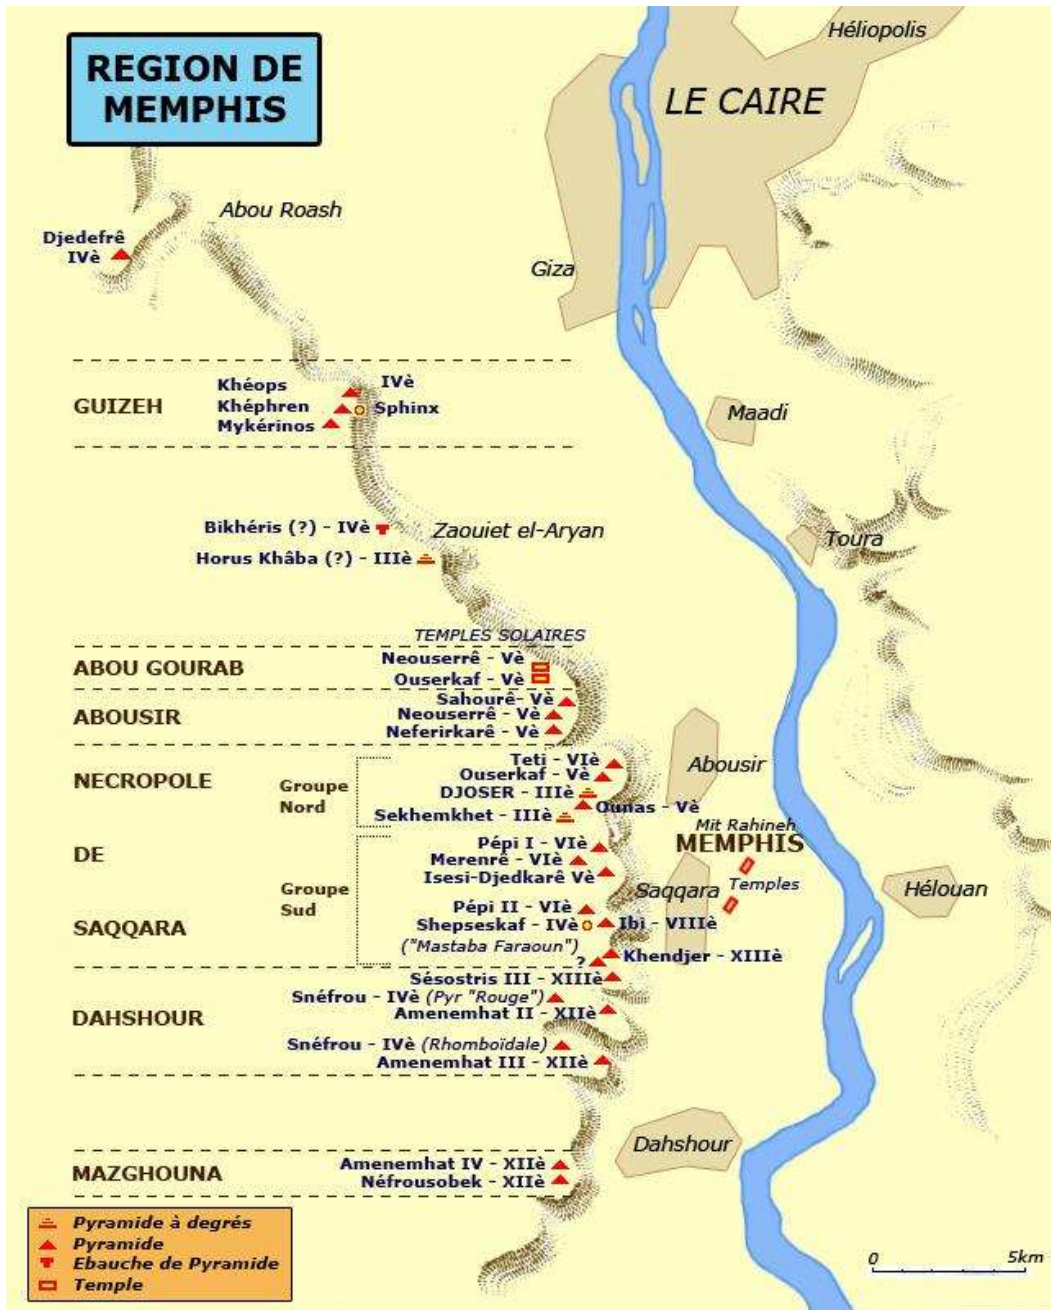 REGION DE
MEMPHIS
Héliopolis
LE CAIRE
Abou Roash
Djedefrê
IVè
Giza
GUIZEH
Khéops
IVè
Khéphren
Sphinx
Mykérinos
Maadi
Bikhéris (?) - IVè
Zaouiet el-Aryan
Toura
Horus Khâba (?) - IIIè
TEMPLES SOLAIRES
ABOU GOURAB
Neouserrê - Vè
Ouserkaf - Vè
ABOUSIR
Sahourê- Vè
Neouserrê - Vè
Neferirkarê - Vè
NECROPOLE
DE
SAQQARA
Groupe
Nord
Teti - VIè
Ouserkaf - Vè
DJOSER - IIIè
Ounas - Vè
Sekhemkhet - IIIè
Abousir
Mit Rahineh
MEMPHIS
Temples
Saqqara
Hélouan
Groupe
Sud
Pépi I - VIè
Merenrê - VIè
Isesi-Djedkarê Vè
Pépi II - VIè
Shepseskaf - IVè
Ibi - VIIIè
("Mastaba Faraoun")
?
Khendjer - XIIIè
DAHSHOUR
Sésostris III - XIIIè
Snéfrou - IVè (Pyr "Rouge")
Amenemhat II - XIIè
Snéfrou - IVè (Rhomboïdale)
Amenemhat III - XIIè
Dahshour
MAZGHOUNA
Amenemhat IV - XIIè
Néfrousobek - XIIè
Pyramide à degrés
Pyramide
Ebauche de Pyramide
Temple
0 5km